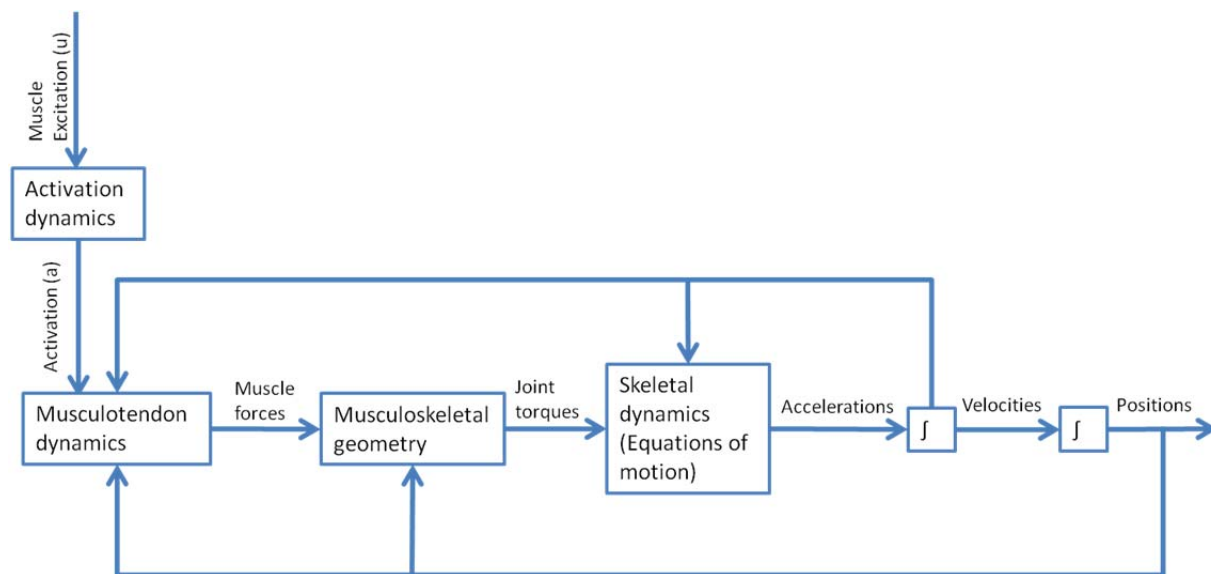 Muscle
Excitation (u)
Activation
dynamics
Activation (a)
Musculotendon
dynamics
Muscle
forces
Musculoskeletal
geometry
Joint
torques
Skeletal
dynamics
(Equations of
motion)
Accelerations
∫
Velocities
∫
Positions